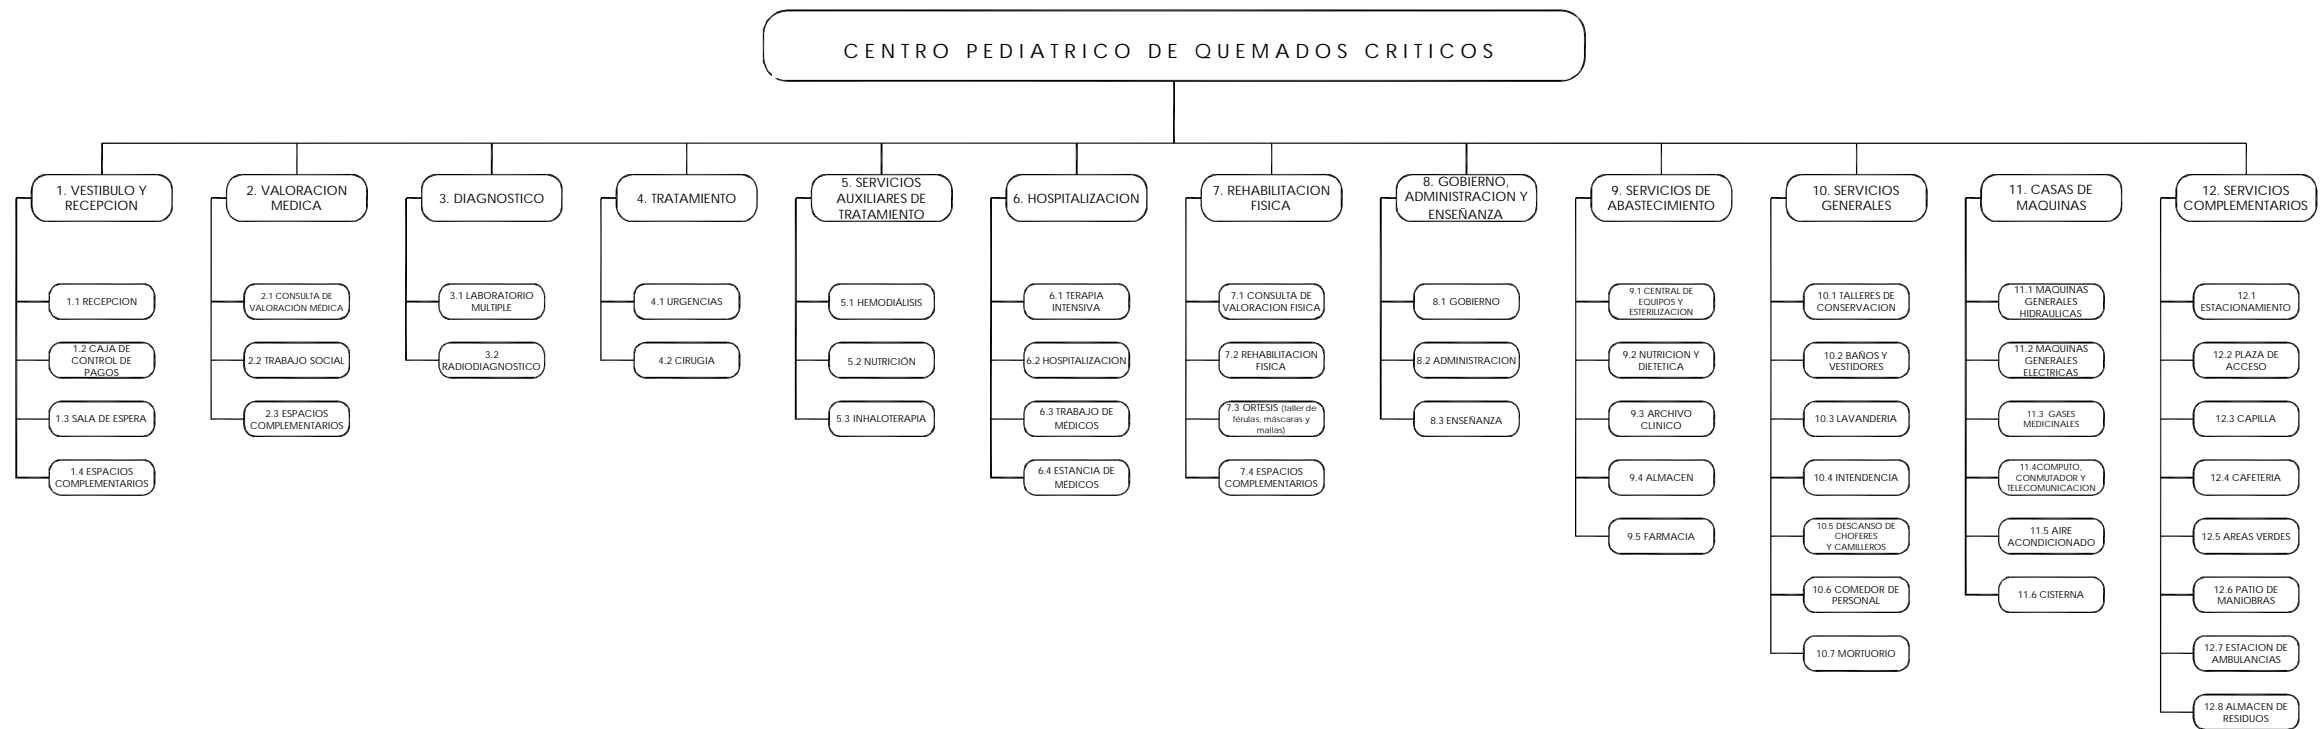 CENTRO PEDIATRICO DE QUEMADOS CRITICOS
1. VESTIBULO Y
RECEPCION
1.1 RECEPCION
1.2 CAJA DE
CONTROL DE
PAGOS
1.3 SALA DE ESPERA
1.4 ESPACIOS
COMPLEMENTARIOS
2. VALORACION
MEDICA
2.1 CONSULTA DE
VALORACIÓN MÉDICA
2.2 TRABAJO SOCIAL
2.3 ESPACIOS
COMPLEMENTARIOS
3. DIAGNOSTICO
3.1 LABORATORIO
MULTIPLE
3.2
RADIODIAGNOSTICO
4. TRATAMIENTO
4.1 URGENCIAS
4.2 CIRUGIA
5. SERVICIOS
AUXILIARES DE
TRATAMIENTO
5.1 HEMODIÁLISIS
5.2 NUTRICIÓN
5.3 INHALOTERAPIA
6. HOSPITALIZACION
6.1 TERAPIA
INTENSIVA
6.2 HOSPITALIZACION
6.3 TRABAJO DE
MÉDICOS
6.4 ESTANCIA DE
MÉDICOS
7. REHABILITACION
FISICA
7.1 CONSULTA DE
VALORACION FISICA
7.2 REHABILITACION
FISICA
7.3 ORTESIS (taller de
férulas, máscaras y
mallas)
7.4 ESPACIOS
COMPLEMENTARIOS
8. GOBIERNO,
ADMINISTRACION Y
ENSEÑANZA
8.1 GOBIERNO
8.2 ADMINISTRACION
8.3 ENSEÑANZA
9. SERVICIOS DE
ABASTECIMIENTO
9.1 CENTRAL DE
EQUIPOS Y
ESTERILIZACION
9.2 NUTRICION Y
DIETETICA
9.3 ARCHIVO
CLINICO
9.4 ALMACEN
9.5 FARMACIA
10. SERVICIOS
GENERALES
10.1 TALLERES DE
CONSERVACION
10.2 BAÑOS Y
VESTIDORES
10.3 LAVANDERIA
10.4 INTENDENCIA
10.5 DESCANSO DE
CHOFERES
Y CAMILLEROS
10.6 COMEDOR DE
PERSONAL
10.7 MORTUORIO
11. CASAS DE
MAQUINAS
11.1 MAQUINAS
GENERALES
HIDRAULICAS
11.2 MAQUINAS
GENERALES
ELECTRICAS
11.3 GASES
MEDICINALES
11.4COMPUTO,
CONMUTADOR Y
TELECOMUNICACION
11.5 AIRE
ACONDICIONADO
11.6 CISTERNA
12. SERVICIOS
COMPLEMENTARIOS
12.1
ESTACIONAMIENTO
12.2 PLAZA DE
ACCESO
12.3 CAPILLA
12.4 CAFETERIA
12.5 AREAS VERDES
12.6 PATIO DE
MANIOBRAS
12.7 ESTACION DE
AMBULANCIAS
12.8 ALMACEN DE
RESIDUOS